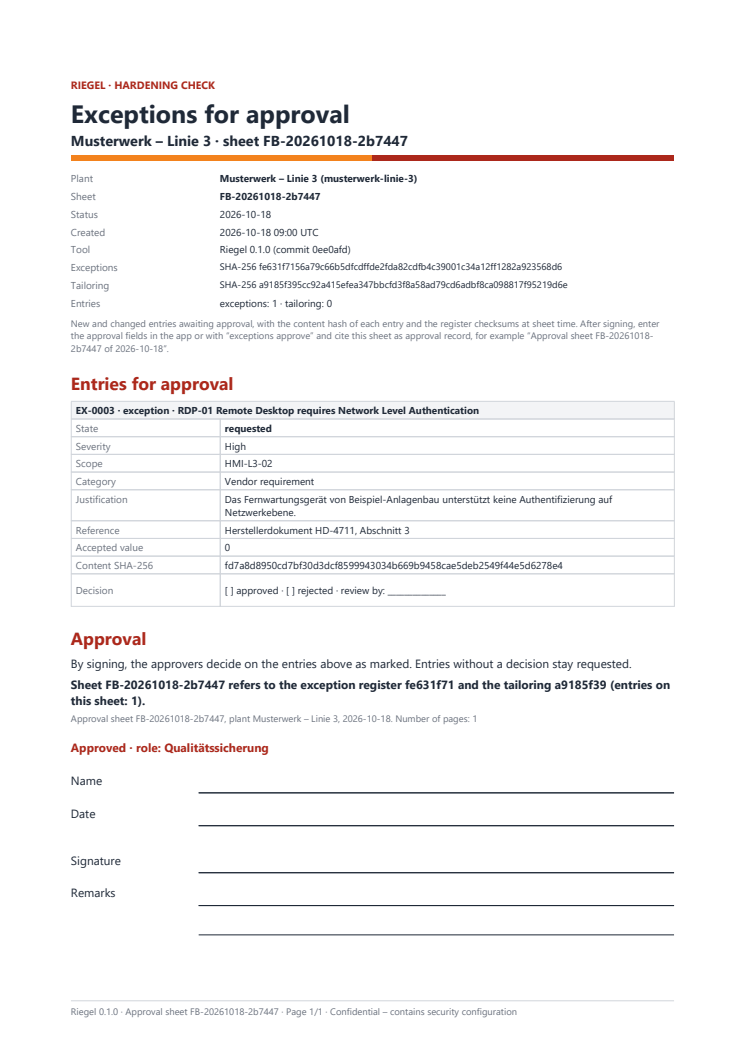 RIEGEL · HARDENING CHECK
Exceptions for approval
Musterwerk – Linie 3 · sheet FB-20261018-2b7447
Plant Musterwerk – Linie 3 (musterwerk-linie-3)
Sheet FB-20261018-2b7447
Status 2026-10-18
Created 2026-10-18 09:00 UTC
Tool Riegel 0.1.0 (commit 0ee0afd)
Exceptions SHA-256 fe631f7156a79c66b5dfcdffde2fda82cdfb4c39001c34a12ff1282a923568d6
Tailoring SHA-256 a9185f395cc92a415efea347bbcfd3f8a58ad79cd6adbf8ca098817f95219d6e
Entries exceptions: 1 · tailoring: 0
New and changed entries awaiting approval, with the content hash of each entry and the register checksums at sheet time. After signing, enter
the approval fields in the app or with “exceptions approve” and cite this sheet as approval record, for example “Approval sheet FB-20261018-
2b7447 of 2026-10-18”.
Entries for approval
EX-0003 · exception · RDP-01 Remote Desktop requires Network Level Authentication
State requested
Severity High
Scope HMI-L3-02
Category Vendor requirement
Justification Das Fernwartungsgerät von Beispiel-Anlagenbau unterstützt keine Authentifizierung auf
Netzwerkebene.
Reference Herstellerdokument HD-4711, Abschnitt 3
Accepted value 0
Content SHA-256 fd7a8d8950cd7bf30d3dcf8599943034b669b9458cae5deb2549f44e5d6278e4
Decision [ ] approved · [ ] rejected · review by: ______________
Approval
By signing, the approvers decide on the entries above as marked. Entries without a decision stay requested.
Sheet FB-20261018-2b7447 refers to the exception register fe631f71 and the tailoring a9185f39 (entries on
this sheet: 1).
Approval sheet FB-20261018-2b7447, plant Musterwerk – Linie 3, 2026-10-18. Number of pages: 1
Approved · role: Qualitätssicherung
Name
Date
Signature
Remarks
Riegel 0.1.0 · Approval sheet FB-20261018-2b7447 · Page 1/1 · Confidential – contains security configuration